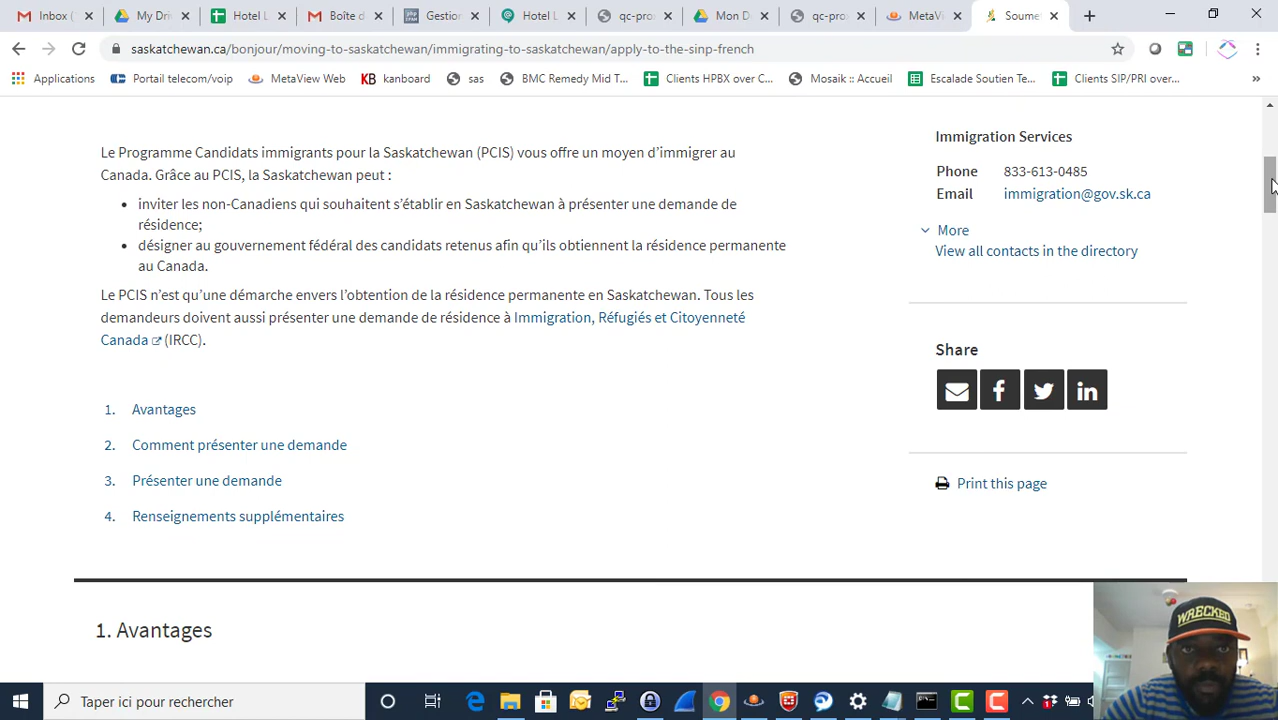 Inbox (
My Driv
Hotel L
Boîte d
Gestion
Hotel L
qc-prox
Mon D
qc-prox
MetaVi
Soume
saskatchewan.ca/bonjour/moving-to-saskatchewan/immigrating-to-saskatchewan/apply-to-the-sinp-french
Applications
Portail telecom/voip
MetaView Web
KB kanboard
sas
BMC Remedy Mid T...
Clients HPBX over C...
Mosaik :: Accueil
Escalade Soutien Te...
Clients SIP/PRI over...
»
Le Programme Candidats immigrants pour la Saskatchewan (PCIS) vous offre un moyen d’immigrer au
Canada. Grâce au PCIS, la Saskatchewan peut :
• inviter les non-Canadiens qui souhaitent s’établir en Saskatchewan à présenter une demande de
résidence;
• désigner au gouvernement fédéral des candidats retenus afin qu’ils obtiennent la résidence permanente
au Canada.
Le PCIS n’est qu’une démarche envers l’obtention de la résidence permanente en Saskatchewan. Tous les
demandeurs doivent aussi présenter une demande de résidence à Immigration, Réfugiés et Citoyenneté
Canada (IRCC).
1. Avantages
2. Comment présenter une demande
3. Présenter une demande
4. Renseignements supplémentaires
1. Avantages
Immigration Services
Phone 833-613-0485
Email immigration@gov.sk.ca
More
View all contacts in the directory
Share
Print this page
WRECKED
Taper ici pour rechercher